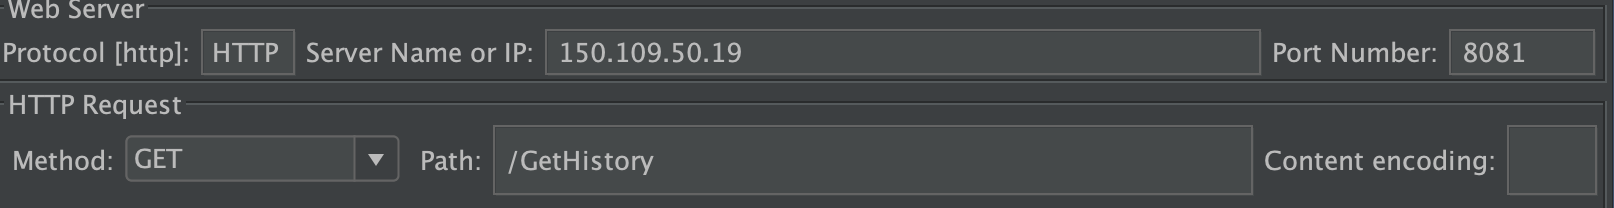 Web Server
Protocol [http]: HTTP Server Name or IP: 150.109.50.19 Port Number: 8081
HTTP Request
Method: GET Path: /GetHistory Content encoding: